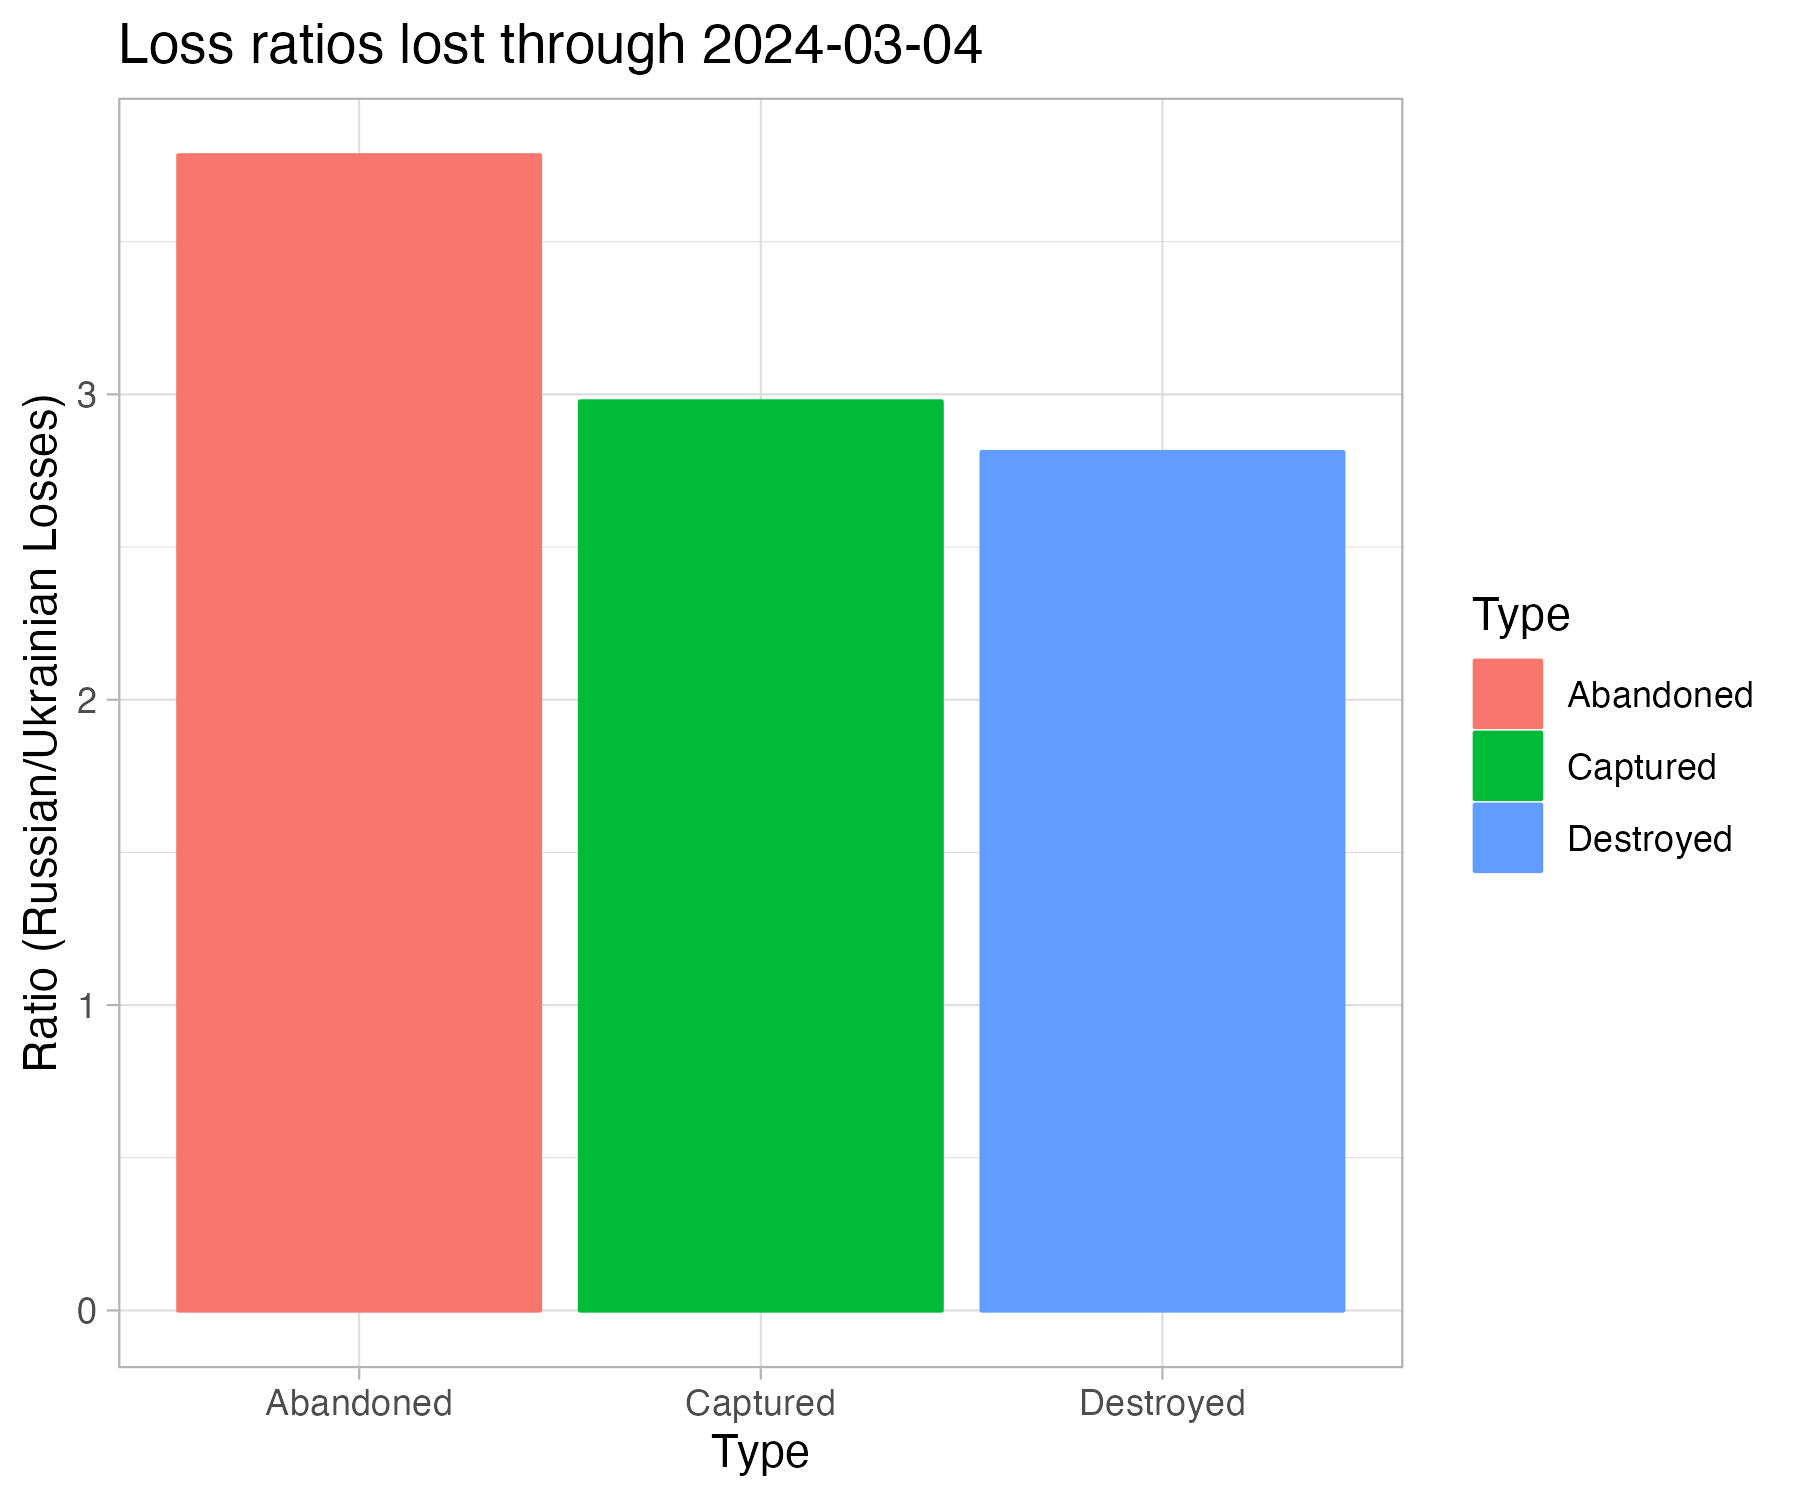 Loss ratios lost through 2024-03-04
Ratio (Russian/Ukrainian Losses)
3
2
1
0
Abandoned
Captured
Destroyed
Type
Type
Abandoned
Captured
Destroyed